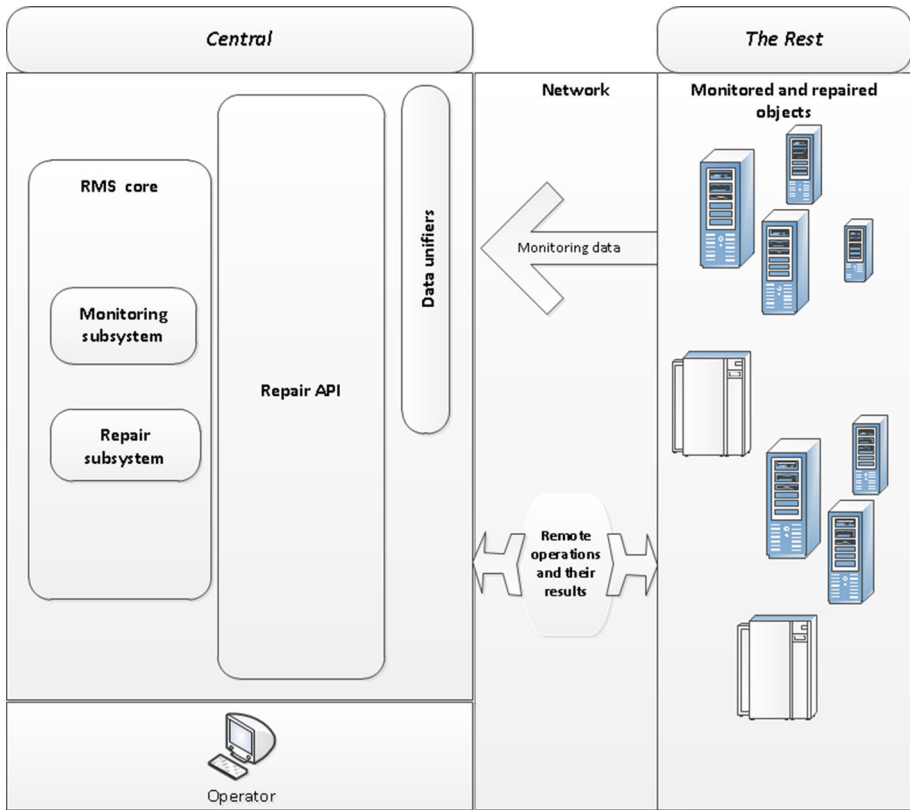 Central
The Rest
Network
Monitored and repaired
objects
RMS core
Data unifiers
Monitoring data
Monitoring
subsystem
Repair API
Repair
subsystem
Remote
operations
and their
results
Operator